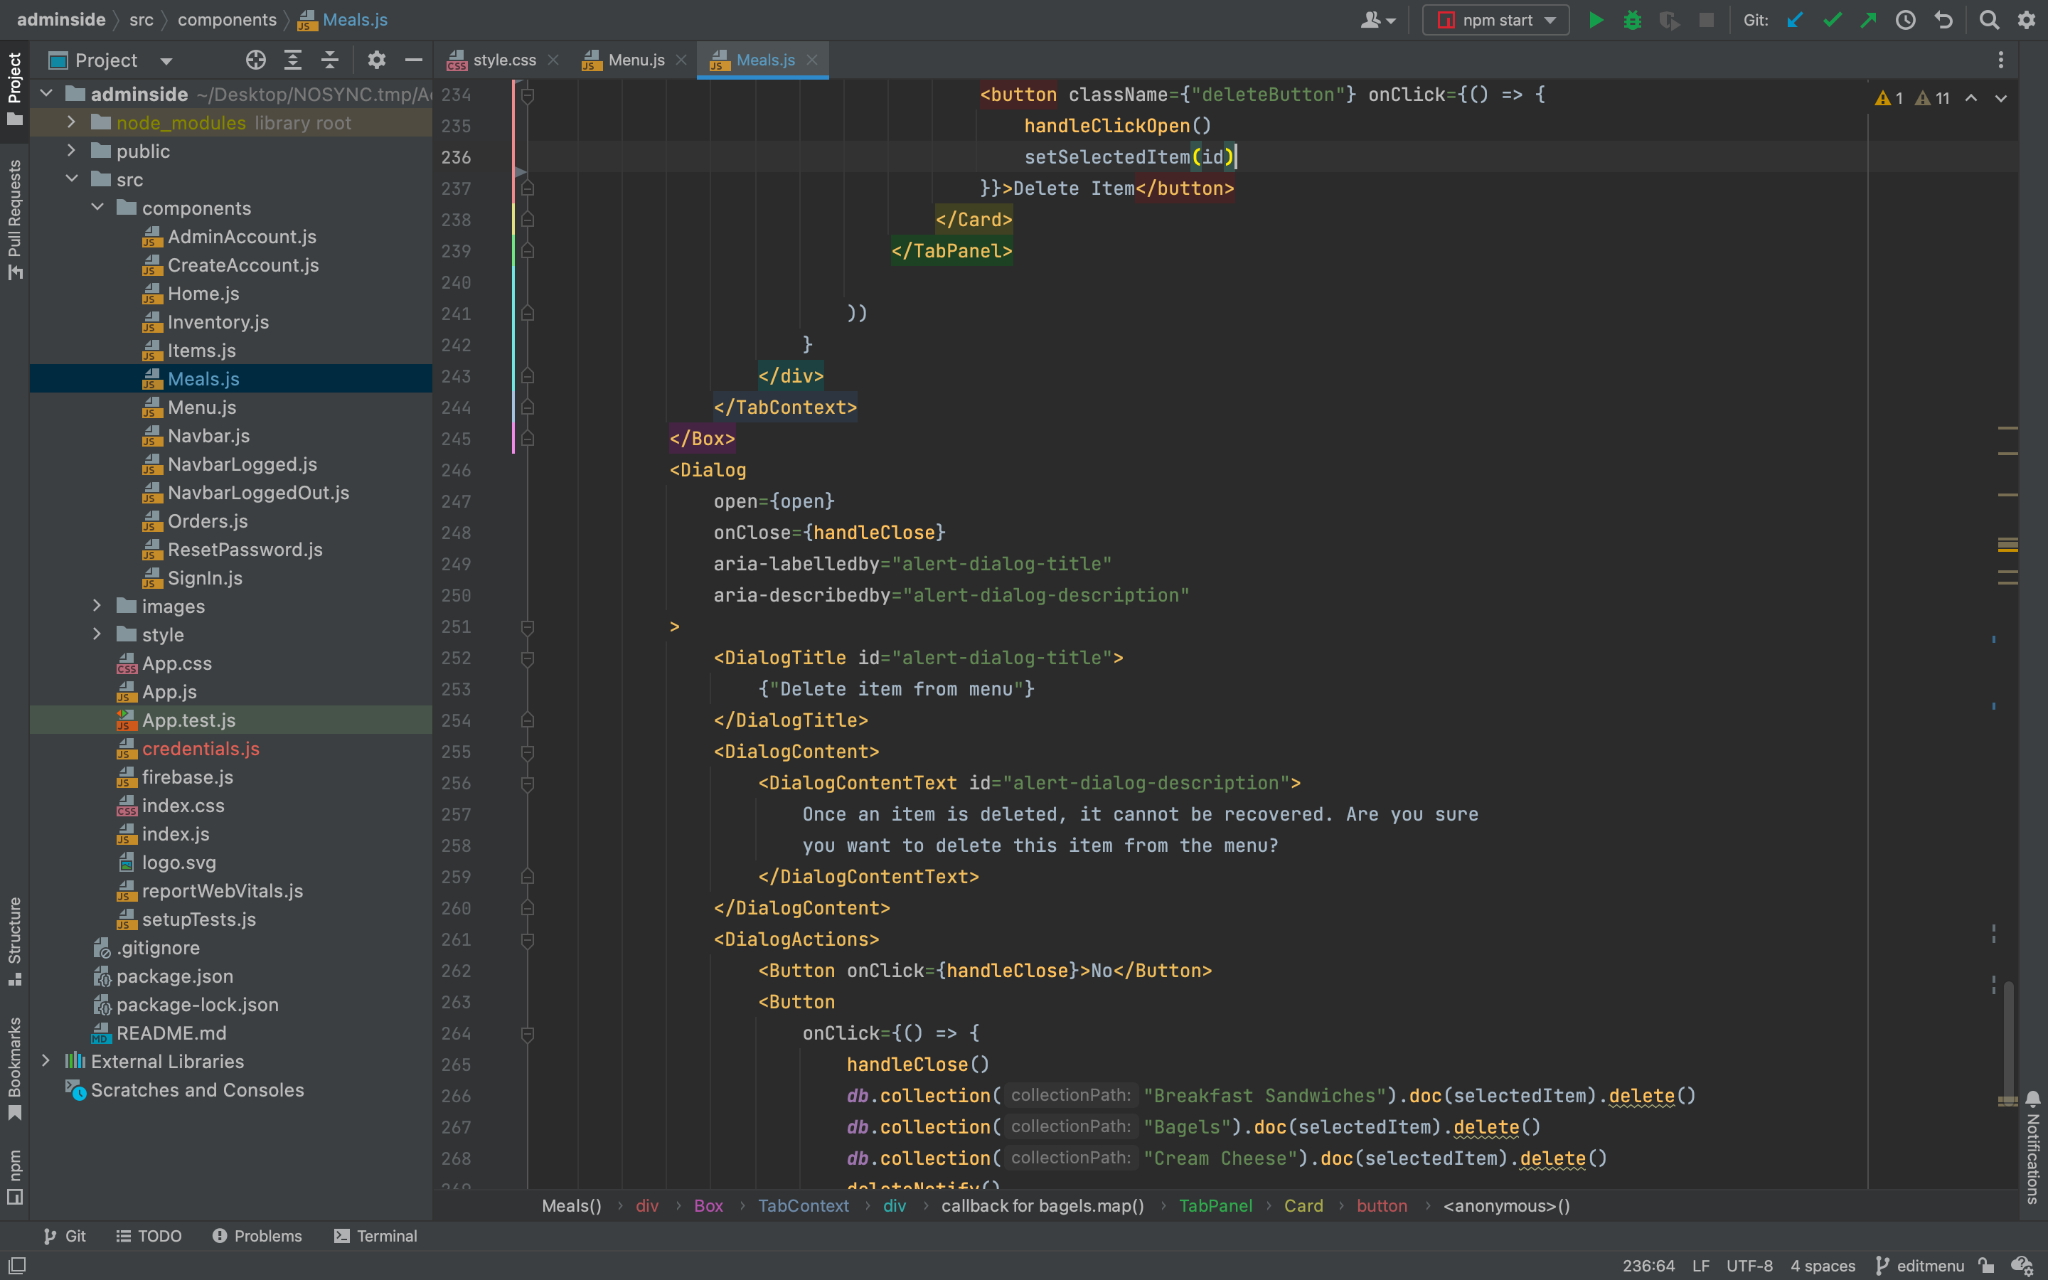 adminside 〉 src 〉 components 〉 Meals.js
npm start
Git:
Project
style.css
Menu.js
Meals.js
Project
Pull Requests
Structure
Bookmarks
npm
adminside ~/Desktop/NOSYNC.tmp/A
node_modules library root
public
src
components
AdminAccount.js
CreateAccount.js
Home.js
Inventory.js
Items.js
Meals.js
Menu.js
Navbar.js
NavbarLogged.js
NavbarLoggedOut.js
Orders.js
ResetPassword.js
SignIn.js
images
style
App.css
App.js
App.test.js
credentials.js
firebase.js
index.css
index.js
logo.svg
reportWebVitals.js
setupTests.js
.gitignore
package.json
package-lock.json
README.md
External Libraries
Scratches and Consoles
1 11
234 <button className={"deleteButton"} onClick={() => {
235 handleClickOpen()
236 setSelectedItem(id)
237 }}>Delete Item</button>
238 </Card>
239 </TabPanel>
240
241 ))
242 }
243 </div>
244 </TabContext>
245 </Box>
246 <Dialog
247 open={open}
248 onClose={handleClose}
249 aria-labelledby="alert-dialog-title"
250 aria-describedby="alert-dialog-description"
251 >
252 <DialogTitle id="alert-dialog-title">
253 {"Delete item from menu"}
254 </DialogTitle>
255 <DialogContent>
256 <DialogContentText id="alert-dialog-description">
257 Once an item is deleted, it cannot be recovered. Are you sure
258 you want to delete this item from the menu?
259 </DialogContentText>
260 </DialogContent>
261 <DialogActions>
262 <Button onClick={handleClose}>No</Button>
263 <Button
264 onClick={() => {
265 handleClose()
266 db.collection( collectionPath: "Breakfast Sandwiches").doc(selectedItem).delete()
267 db.collection( collectionPath: "Bagels").doc(selectedItem).delete()
268 db.collection( collectionPath: "Cream Cheese").doc(selectedItem).delete()
269 deleteNotify()
Notifications
Meals() › div › Box › TabContext › div › callback for bagels.map() › TabPanel › Card › button › <anonymous>()
Git
TODO
Problems
Terminal
236:64 LF UTF-8 4 spaces editmenu